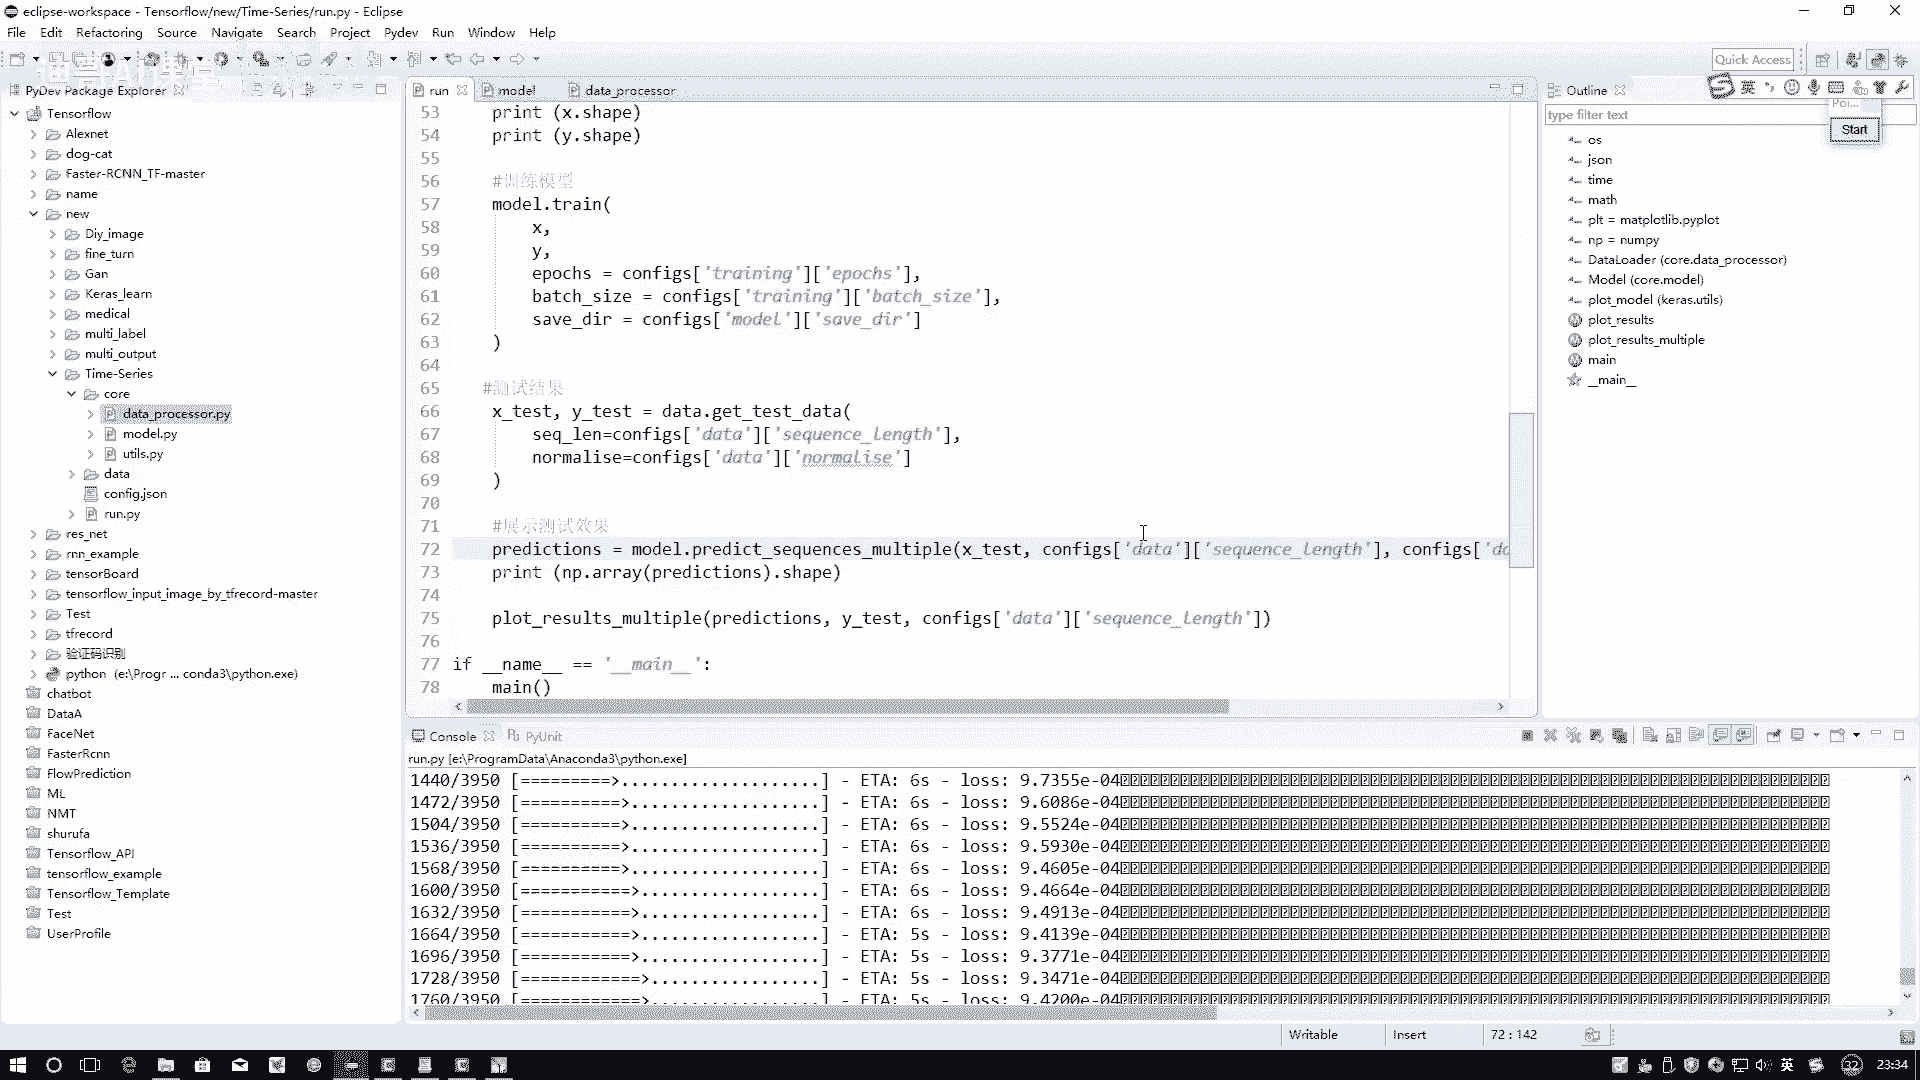 eclipse-workspace - Tensorflow/new/Time-Series/run.py - Eclipse
File Edit Refactoring Source Navigate Search Project Pydev Run Window Help
Quick Access
PyDev Package Explorer
Tensorflow
Alexnet
dog-cat
Faster-RCNN_TF-master
name
new
Diy_image
fine_turn
Gan
Keras_learn
medical
multi_label
multi_output
Time-Series
core
data_processor.py
model.py
utils.py
data
config.json
run.py
res_net
rnn_example
tensorBoard
tensorflow_input_image_by_tfrecord-master
Test
tfrecord
验证码识别
python (e:\Progr ... conda3\python.exe)
chatbot
DataA
FaceNet
FasterRcnn
FlowPrediction
ML
NMT
shurufa
Tensorflow_API
tensorflow_example
Tensorflow_Template
Test
UserProfile
run model data_processor
53 print (x.shape)
54 print (y.shape)
55
56 #训练模型
57 model.train(
58 x,
59 y,
60 epochs = configs['training']['epochs'],
61 batch_size = configs['training']['batch_size'],
62 save_dir = configs['model']['save_dir']
63 )
64
65 #测试结果
66 x_test, y_test = data.get_test_data(
67 seq_len=configs['data']['sequence_length'],
68 normalise=configs['data']['normalise']
69 )
70
71 #展示测试效果
72 predictions = model.predict_sequences_multiple(x_test, configs['data']['sequence_length'], configs['da
73 print (np.array(predictions).shape)
74
75 plot_results_multiple(predictions, y_test, configs['data']['sequence_length'])
76
77 if __name__ == '__main__':
78 main()
Outline
英
Start
type filter text
os
json
time
math
plt = matplotlib.pyplot
np = numpy
DataLoader (core.data_processor)
Model (core.model)
plot_model (keras.utils)
plot_results
plot_results_multiple
main
__main__
Console PyUnit
run.py [e:\ProgramData\Anaconda3\python.exe]
1440/3950 [=========>....................] - ETA: 6s - loss: 9.7355e-04
1472/3950 [==========>...................] - ETA: 6s - loss: 9.6086e-04
1504/3950 [==========>...................] - ETA: 6s - loss: 9.5524e-04
1536/3950 [==========>...................] - ETA: 6s - loss: 9.5930e-04
1568/3950 [==========>...................] - ETA: 6s - loss: 9.4605e-04
1600/3950 [===========>..................] - ETA: 6s - loss: 9.4664e-04
1632/3950 [===========>..................] - ETA: 6s - loss: 9.4913e-04
1664/3950 [===========>..................] - ETA: 5s - loss: 9.4139e-04
1696/3950 [===========>..................] - ETA: 5s - loss: 9.3771e-04
1728/3950 [============>.................] - ETA: 5s - loss: 9.3471e-04
1760/3950 [============>.................] - ETA: 5s - loss: 9.4200e-04
Writable Insert 72 : 142
英 32 23:34